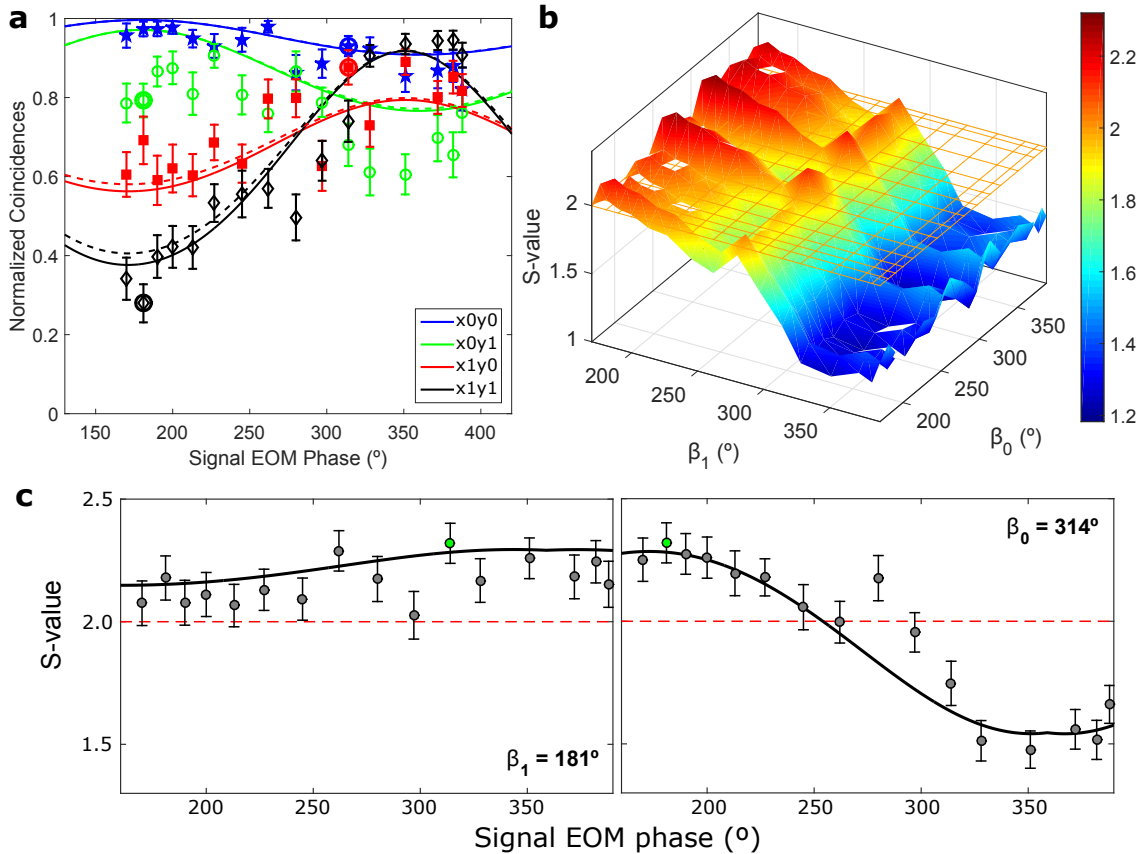 a
Normalized Coincidences
1
0.8
0.6
0.4
0.2
0
150 200 250 300 350 400
Signal EOM Phase (º)
x0y0
x0y1
x1y0
x1y1
b
S-value
2
1.5
1
200
250
300
350
β1 (º)
200
250
300
350
β0 (º)
2.2
2
1.8
1.6
1.4
1.2
c
S-value
2.5
2.0
1.5
β1 = 181º
β0 = 314º
200 250 300 350
200 250 300 350
Signal EOM phase (º)